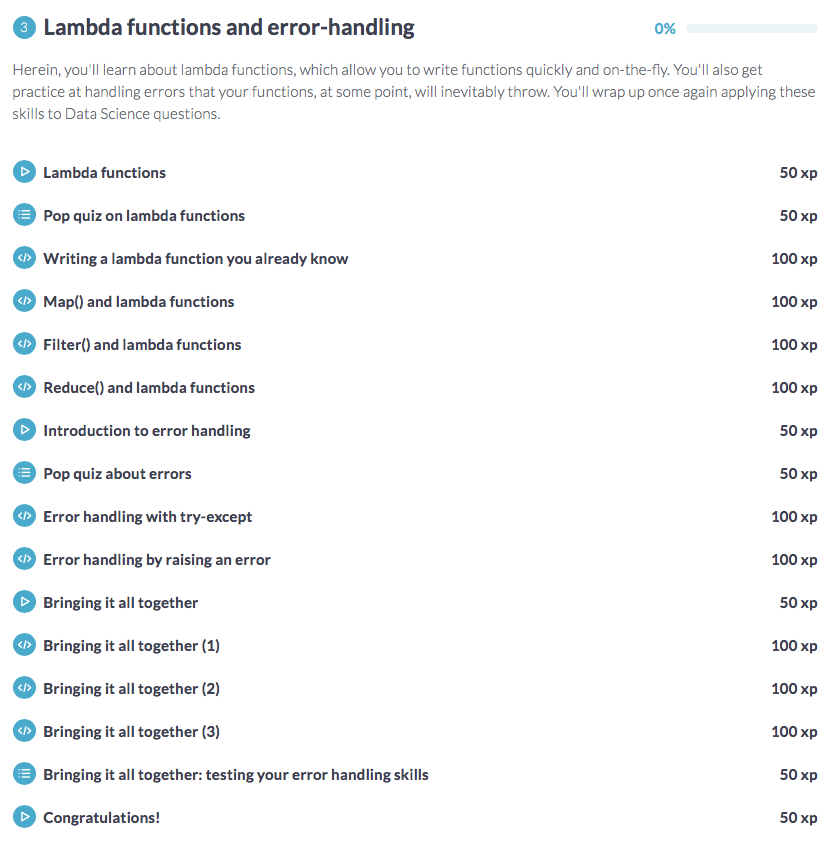 3 Lambda functions and error-handling 0%
Herein, you'll learn about lambda functions, which allow you to write functions quickly and on-the-fly. You'll also get
practice at handling errors that your functions, at some point, will inevitably throw. You'll wrap up once again applying these
skills to Data Science questions.
Lambda functions 50 xp
Pop quiz on lambda functions 50 xp
Writing a lambda function you already know 100 xp
Map() and lambda functions 100 xp
Filter() and lambda functions 100 xp
Reduce() and lambda functions 100 xp
Introduction to error handling 50 xp
Pop quiz about errors 50 xp
Error handling with try-except 100 xp
Error handling by raising an error 100 xp
Bringing it all together 50 xp
Bringing it all together (1) 100 xp
Bringing it all together (2) 100 xp
Bringing it all together (3) 100 xp
Bringing it all together: testing your error handling skills 50 xp
Congratulations! 50 xp